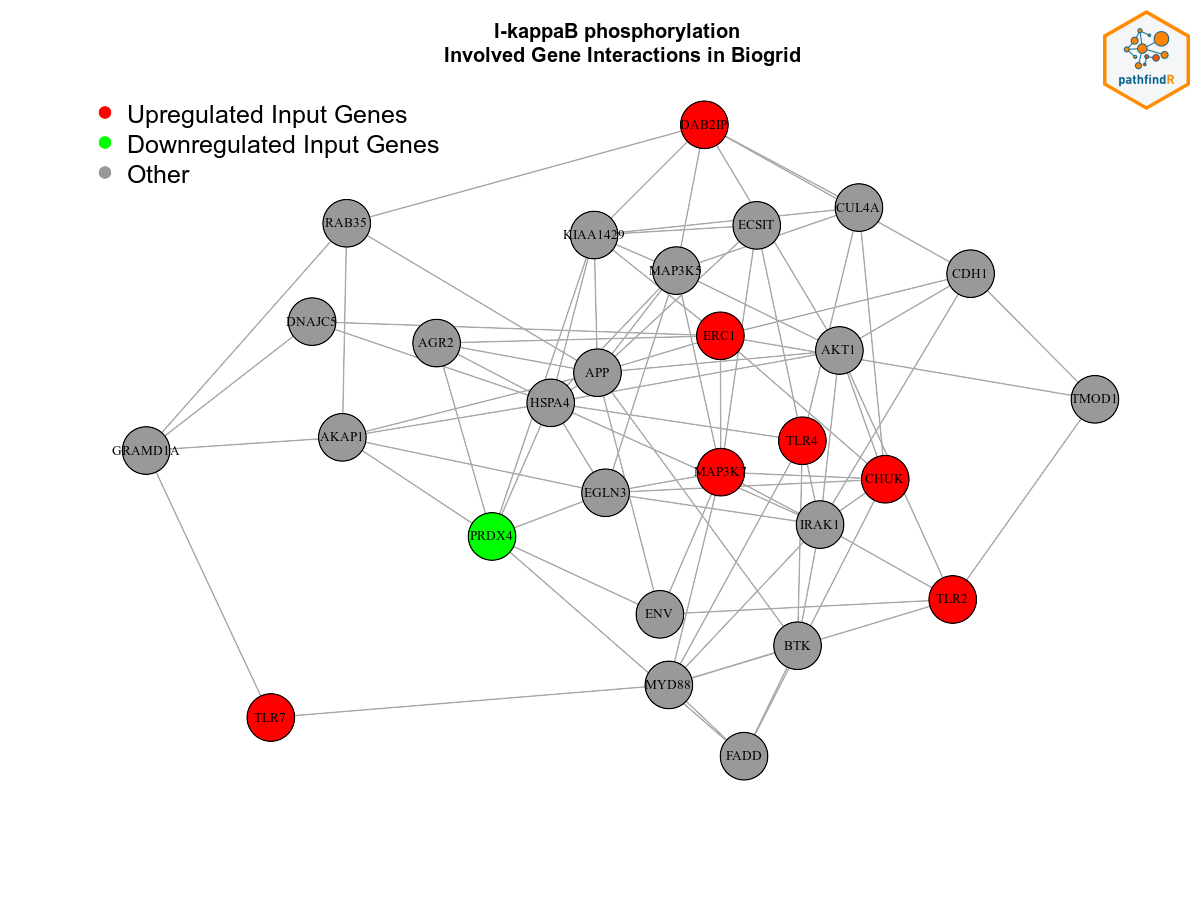 I-kappaB phosphorylation
Involved Gene Interactions in Biogrid
pathfindR
Upregulated Input Genes
Downregulated Input Genes
Other
DAB2IP
CUL4A
RAB35
ECSIT
KIAA1429
MAP3K5
CDH1
DNAJC5
ERC1
AGR2
AKT1
APP
TMOD1
HSPA4
AKAP1
TLR4
GRAMD1A
MAP3K7
CHUK
EGLN3
IRAK1
PRDX4
TLR2
ENV
BTK
MYD88
TLR7
FADD